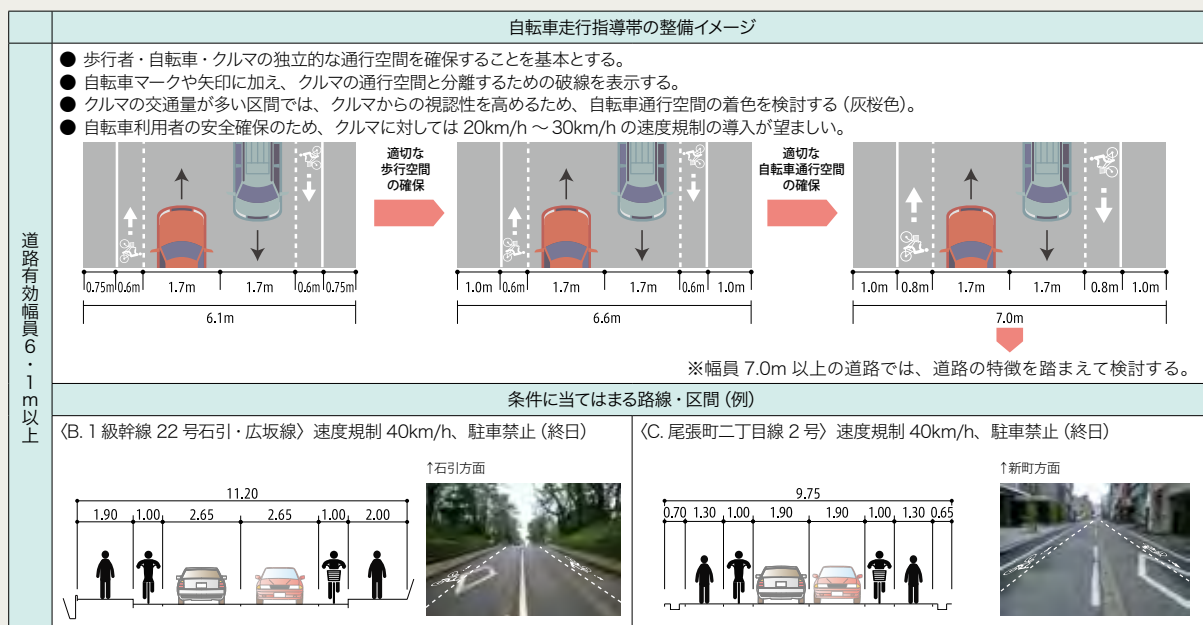 自転車走行指導帯の整備イメージ
道路有効幅員6・1m以上
● 歩行者・自転車・クルマの独立的な通行空間を確保することを基本とする。
● 自転車マークや矢印に加え、クルマの通行空間と分離するための破線を表示する。
● クルマの交通量が多い区間では、クルマからの視認性を高めるため、自転車通行空間の着色を検討する（灰桜色）。
● 自転車利用者の安全確保のため、クルマに対しては 20km/h ～ 30km/h の速度規制の導入が望ましい。
適切な
歩行空間
の確保
適切な
自転車通行空間
の確保
0.75m 0.6m 1.7m 1.7m 0.6m 0.75m
6.1m
1.0m 0.6m 1.7m 1.7m 0.6m 1.0m
6.6m
1.0m 0.8m 1.7m 1.7m 0.8m 1.0m
7.0m
※幅員 7.0m 以上の道路では、道路の特徴を踏まえて検討する。
条件に当てはまる路線・区間（例）
〈B. 1 級幹線 22 号石引・広坂線〉速度規制 40km/h、駐車禁止（終日）
↑石引方面
11.20
1.90 1.00 2.65 2.65 1.00 2.00
〈C. 尾張町二丁目線 2 号〉速度規制 40km/h、駐車禁止（終日）
↑新町方面
9.75
0.70 1.30 1.00 1.90 1.90 1.00 1.30 0.65